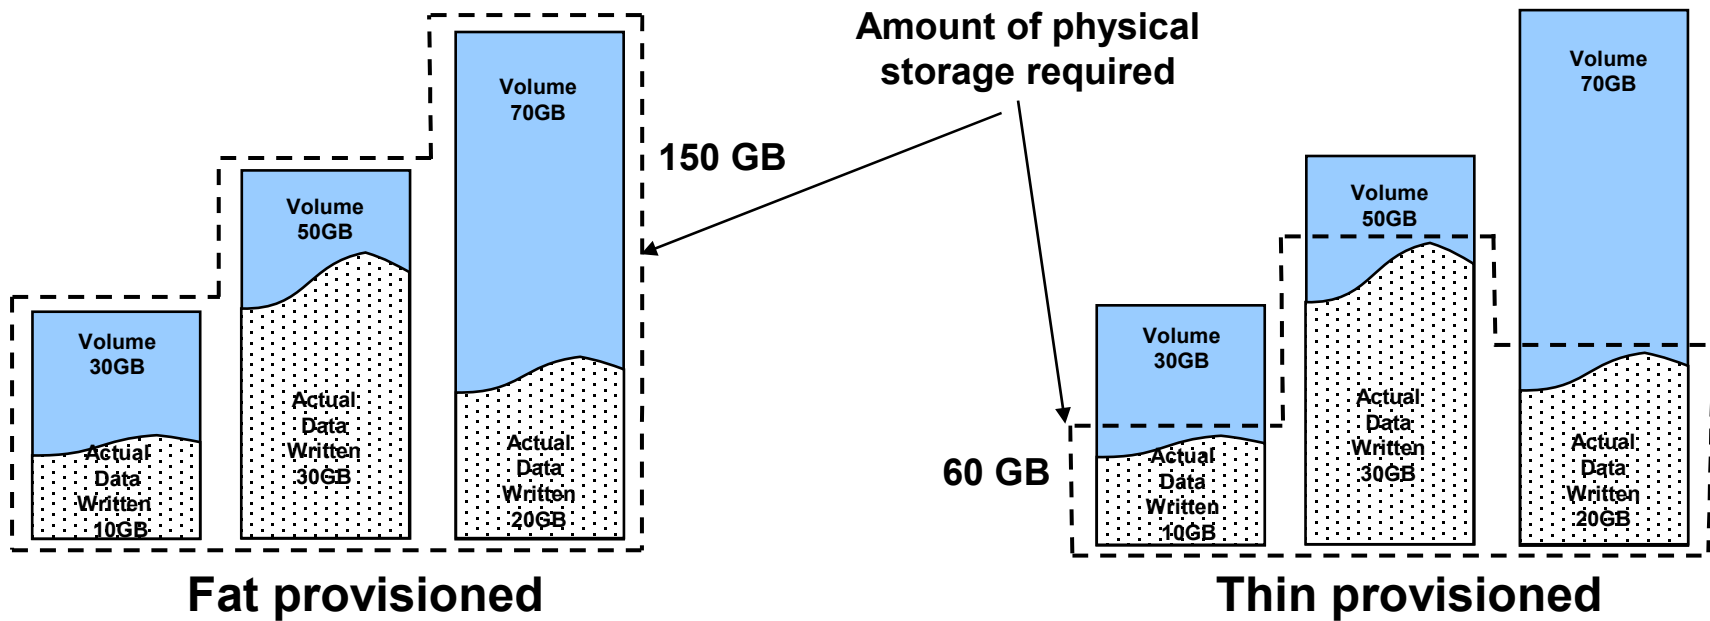 Amount of physical
storage required
Volume
30GB
Actual
Data
Written
10GB
Volume
50GB
Actual
Data
Written
30GB
Volume
70GB
Actual
Data
Written
20GB
150 GB
Fat provisioned
60 GB
Volume
30GB
Actual
Data
Written
10GB
Volume
50GB
Actual
Data
Written
30GB
Volume
70GB
Actual
Data
Written
20GB
Thin provisioned